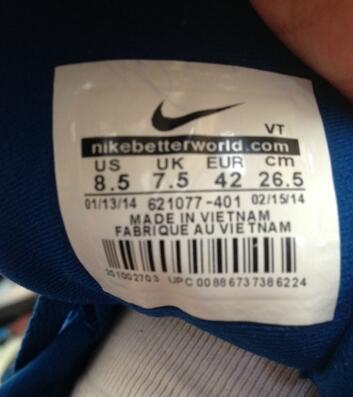 VT
nikebetterworld.com
US UK EUR cm
8.5 7.5 42 26.5
01/13/14 621077-401 02/15/14
MADE IN VIETNAM
FABRIQUE AU VIETNAM
201002703 UPC 00886737386224